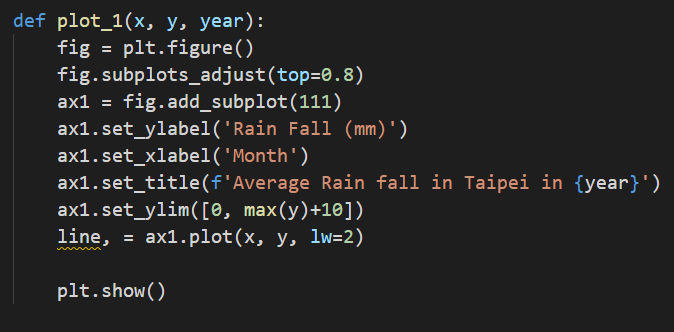 def plot_1(x, y, year):
    fig = plt.figure()
    fig.subplots_adjust(top=0.8)
    ax1 = fig.add_subplot(111)
    ax1.set_ylabel('Rain Fall (mm)')
    ax1.set_xlabel('Month')
    ax1.set_title(f'Average Rain fall in Taipei in {year}')
    ax1.set_ylim([0, max(y)+10])
    line, = ax1.plot(x, y, lw=2)

    plt.show()